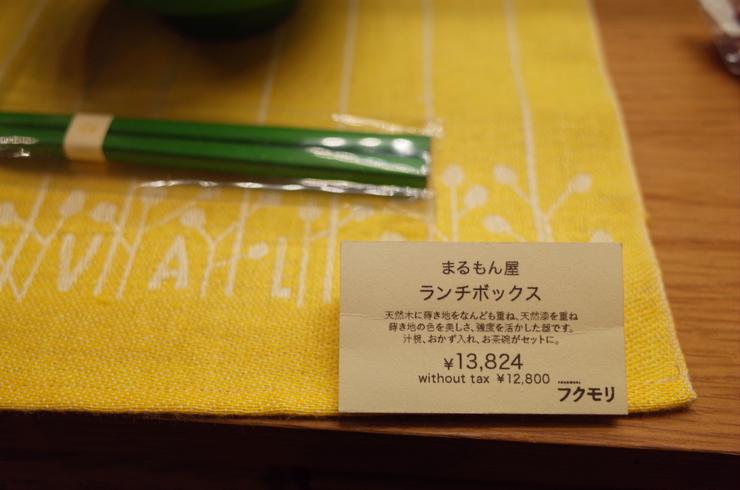 VAL
まるもん屋
ランチボックス
天然木に蒔き地をなんども重ね、天然漆を重ね
蒔き地の色を美しさ、強度を活かした器です。
汁椀、おかず入れ、お茶碗がセットに。
¥13,824
without tax ¥12,800
フクモリ